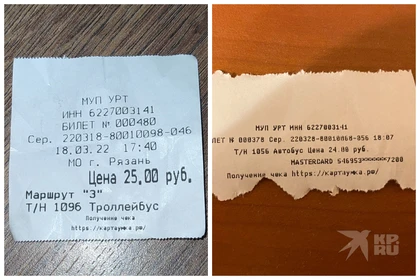 МУП УРТ
ИНН 6227003141
БИЛЕТ № 000480
Сер. 220318-80010098-046
18.03.22 17:40
МО г. Рязань
Цена 25.00 руб.
Маршрут "3"
Т/Н 1096 Троллейбус
Получение чека
https://картаумка.рф/
МУП УРТ ИНН 6227003141
ЛЕТ № 000378 Сер. 220328-80010068-056 18:07
Т/Н 1056 Автобус Цена 24.00 руб.
MASTERCARD 546953******7200
Получение чека https://картаумка.рф/
KP.RU